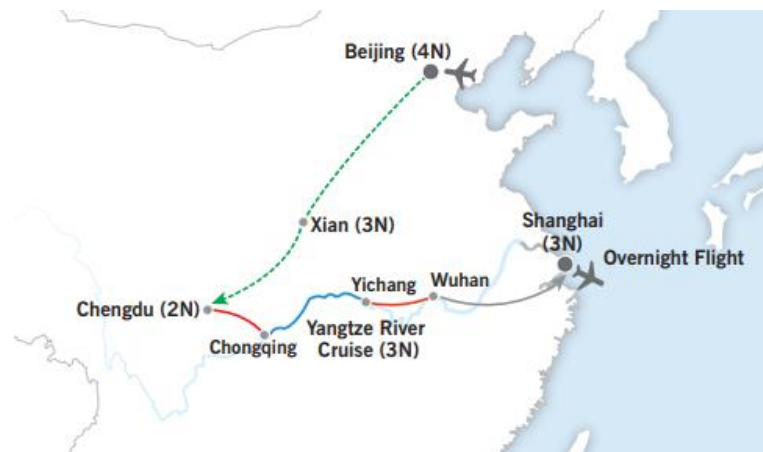 Beijing (4N)
Xian (3N)
Shanghai
(3N)
Overnight Flight
Yichang
Wuhan
Chengdu (2N)
Chongqing
Yangtze River
Cruise (3N)